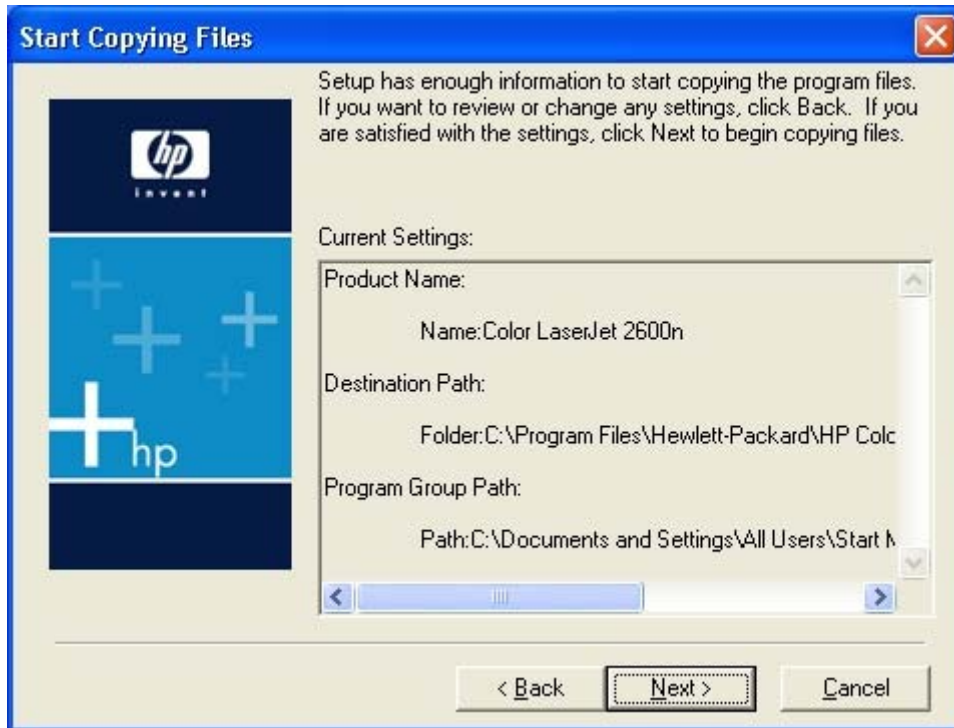 Start Copying Files
Setup has enough information to start copying the program files.
If you want to review or change any settings, click Back. If you
are satisfied with the settings, click Next to begin copying files.
hp
invent
Current Settings:
Product Name:
Name:Color LaserJet 2600n
Destination Path:
Folder:C:\Program Files\Hewlett-Packard\HP Colo
Program Group Path:
Path:C:\Documents and Settings\All Users\Start M
hp
< Back
Next >
Cancel